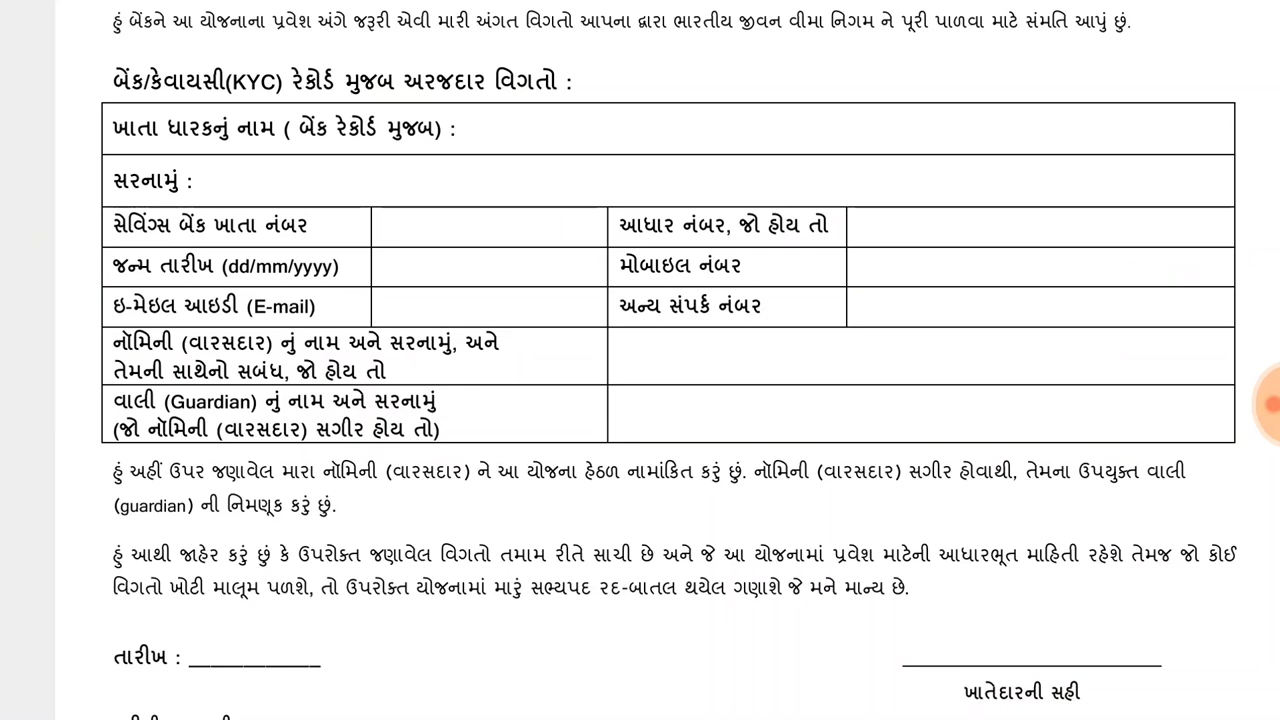 હું બેંકને આ યોજનાના પ્રવેશ અંગે જરૂરી એવી મારી અંગત વિગતો આપના દ્વારા ભારતીય જીવન વીમા નિગમ ને પૂરી પાળવા માટે સંમતિ આપું છું.
બેંક/કેવાયસી(KYC) રેકોર્ડ મુજબ અરજદાર વિગતો :
ખાતા ધારકનું નામ ( બેંક રેકોર્ડ મુજબ) :
સરનામું :
સેવિંગ્સ બેંક ખાતા નંબર
આધાર નંબર, જો હોય તો
જન્મ તારીખ (dd/mm/yyyy)
મોબાઇલ નંબર
ઇ-મેઇલ આઇડી (E-mail)
અન્ય સંપર્ક નંબર
નૉમિની (વારસદાર) નું નામ અને સરનામું, અને
તેમની સાથેનો સબંધ, જો હોય તો
વાલી (Guardian) નું નામ અને સરનામું
(જો નૉમિની (વારસદાર) સગીર હોય તો)
હું અહીં ઉપર જણાવેલ મારા નૉમિની (વારસદાર) ને આ યોજના હેઠળ નામાંકિત કરું છું. નૉમિની (વારસદાર) સગીર હોવાથી, તેમના ઉપયુક્ત વાલી
(guardian) ની નિમણૂક કરું છું.
હું આથી જાહેર કરું છું કે ઉપરોક્ત જણાવેલ વિગતો તમામ રીતે સાચી છે અને જે આ યોજનામાં પ્રવેશ માટેની આધારભૂત માહિતી રહેશે તેમજ જો કોઈ
વિગતો ખોટી માલૂમ પળશે, તો ઉપરોક્ત યોજનામાં મારું સભ્યપદ રદ-બાતલ થયેલ ગણાશે જે મને માન્ય છે.
તારીખ : ____________
ખાતેદારની સહી